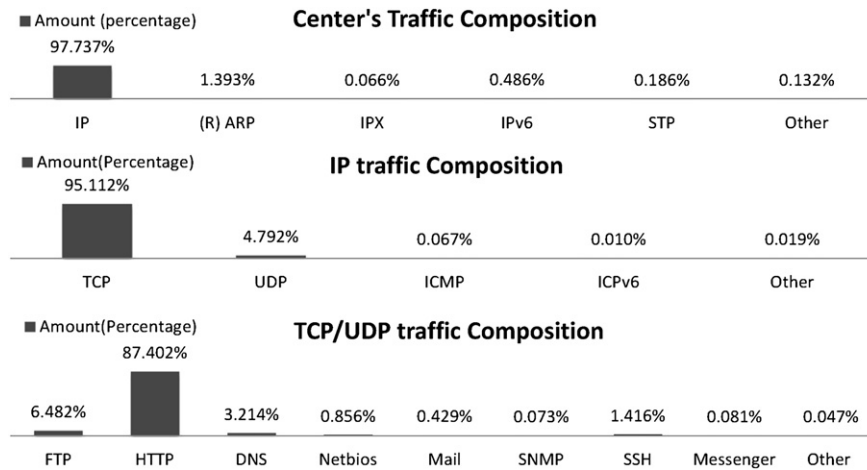 Center's Traffic Composition
Amount (percentage)
97.737% 1.393% 0.066% 0.486% 0.186% 0.132%
IP (R) ARP IPX IPv6 STP Other
IP traffic Composition
Amount(Percentage)
95.112% 4.792% 0.067% 0.010% 0.019%
TCP UDP ICMP ICPv6 Other
TCP/UDP traffic Composition
Amount(Percentage)
87.402%
6.482% 3.214% 0.856% 0.429% 0.073% 1.416% 0.081% 0.047%
FTP HTTP DNS Netbios Mail SNMP SSH Messenger Other